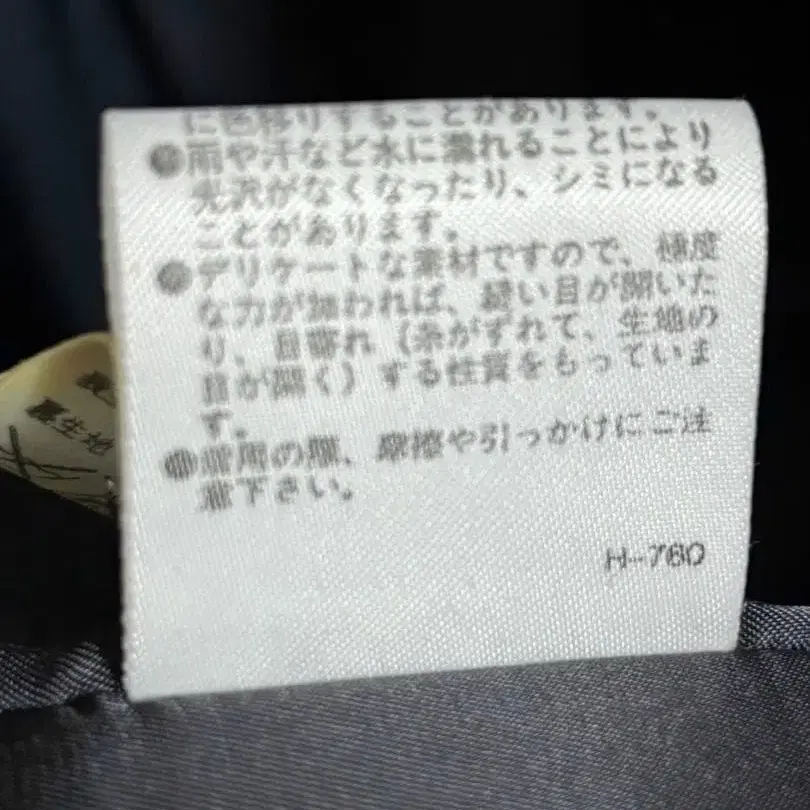 に色移りすることがあります。
●雨や汗など水に濡れることにより
光沢がなくなったり、シミになる
ことがあります。
●デリケートな素材ですので、極度
な力が加われば、縫い目が開いた
り、目寄れ（糸がずれて、生地の
目が開く）する性質をもっていま
す。
●着用の際、摩擦や引っかけにご注
意下さい。
H-760
裏生地